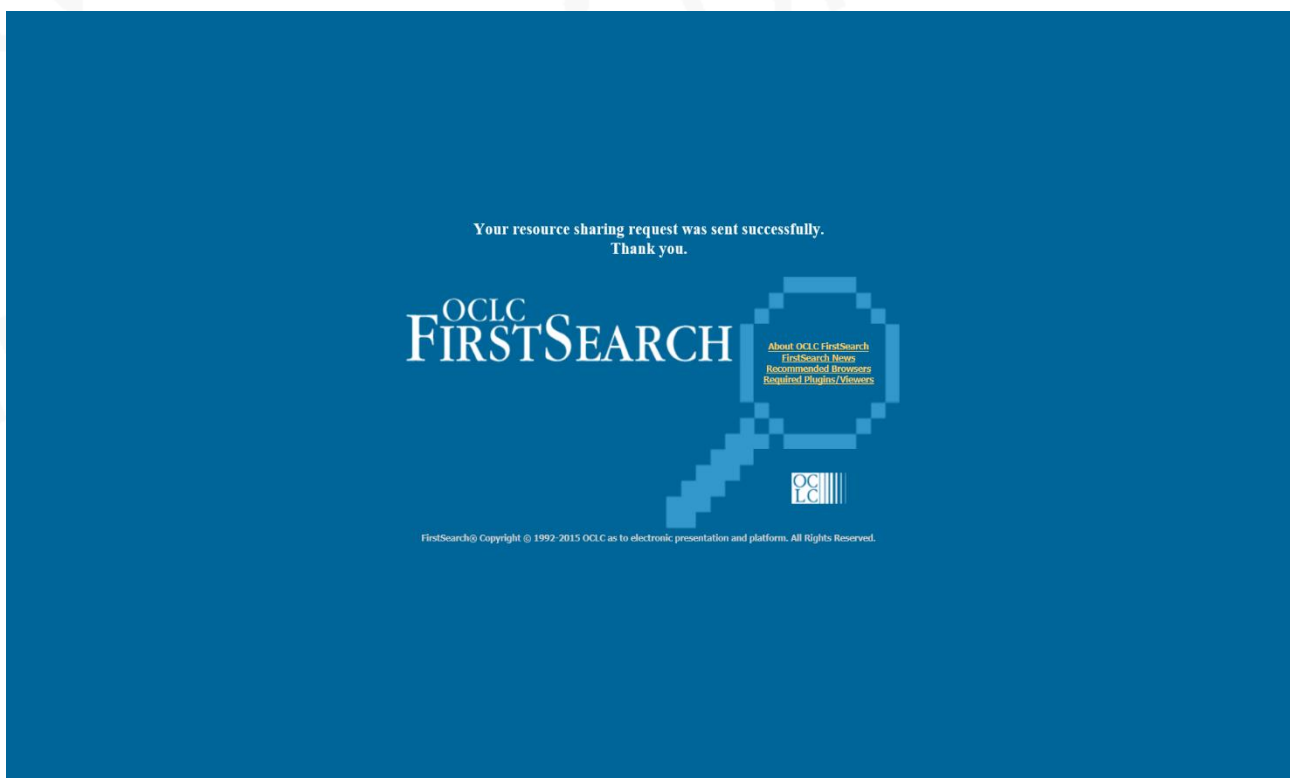 Your resource sharing request was sent successfully.
Thank you.
OCLC
FIRSTSEARCH
About OCLC FirstSearch
FirstSearch News
Recommended Browsers
Required Plugins/Viewers
OC
LC
FirstSearch® Copyright © 1992-2015 OCLC as to electronic presentation and platform. All Rights Reserved.